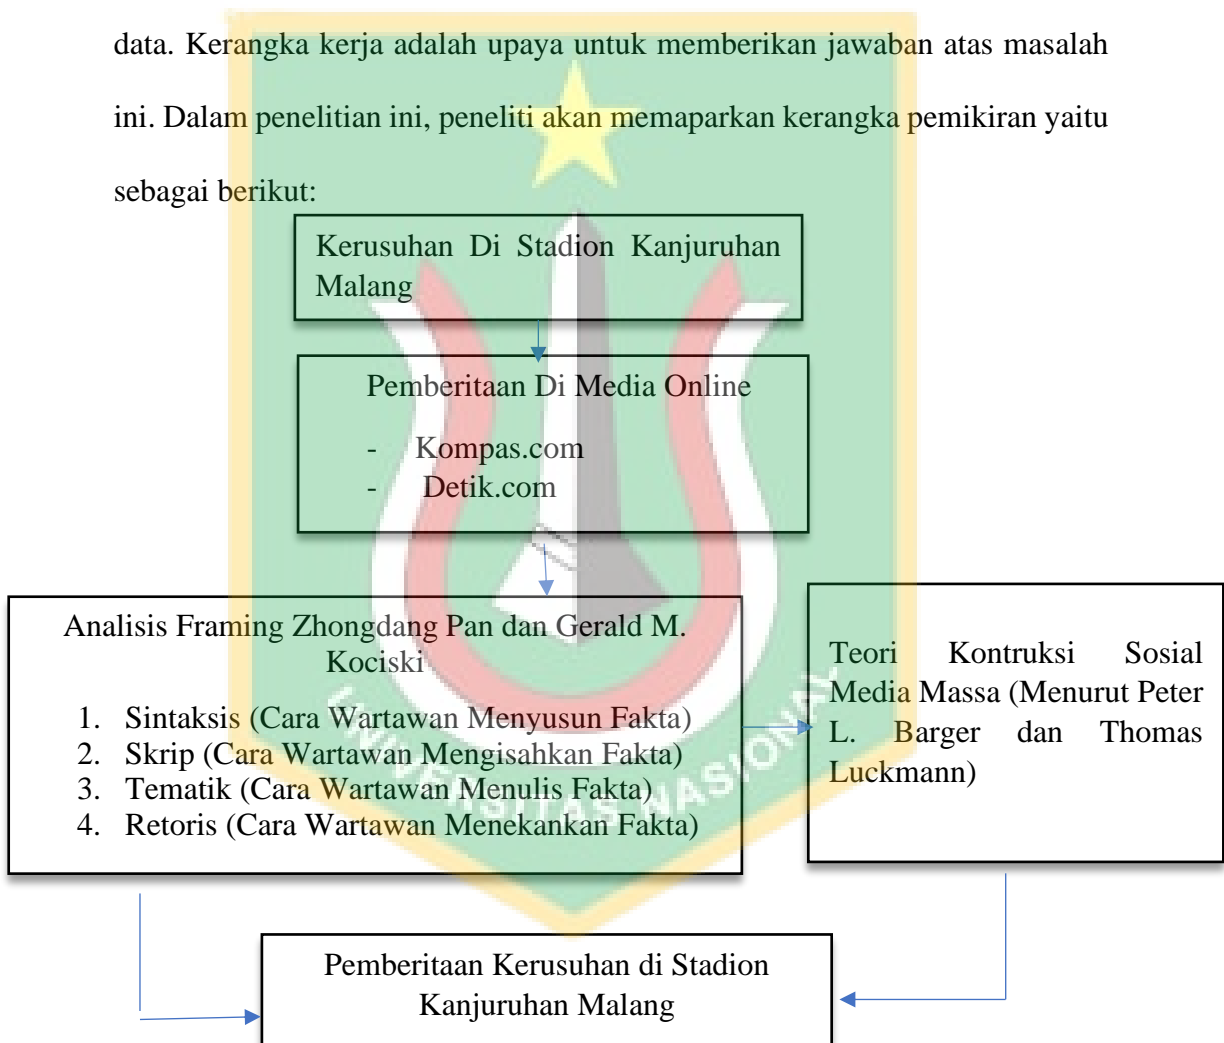 data. Kerangka kerja adalah upaya untuk memberikan jawaban atas masalah
ini. Dalam penelitian ini, peneliti akan memaparkan kerangka pemikiran yaitu
sebagai berikut:
Kerusuhan Di Stadion Kanjuruhan
Malang
Pemberitaan Di Media Online
- Kompas.com
- Detik.com
Analisis Framing Zhongdang Pan dan Gerald M.
Kociski
1. Sintaksis (Cara Wartawan Menyusun Fakta)
2. Skrip (Cara Wartawan Mengisahkan Fakta)
3. Tematik (Cara Wartawan Menulis Fakta)
4. Retoris (Cara Wartawan Menekankan Fakta)
Teori Kontruksi Sosial
Media Massa (Menurut Peter
L. Barger dan Thomas
Luckmann)
UNIVERSITAS NASIONAL
Pemberitaan Kerusuhan di Stadion
Kanjuruhan Malang